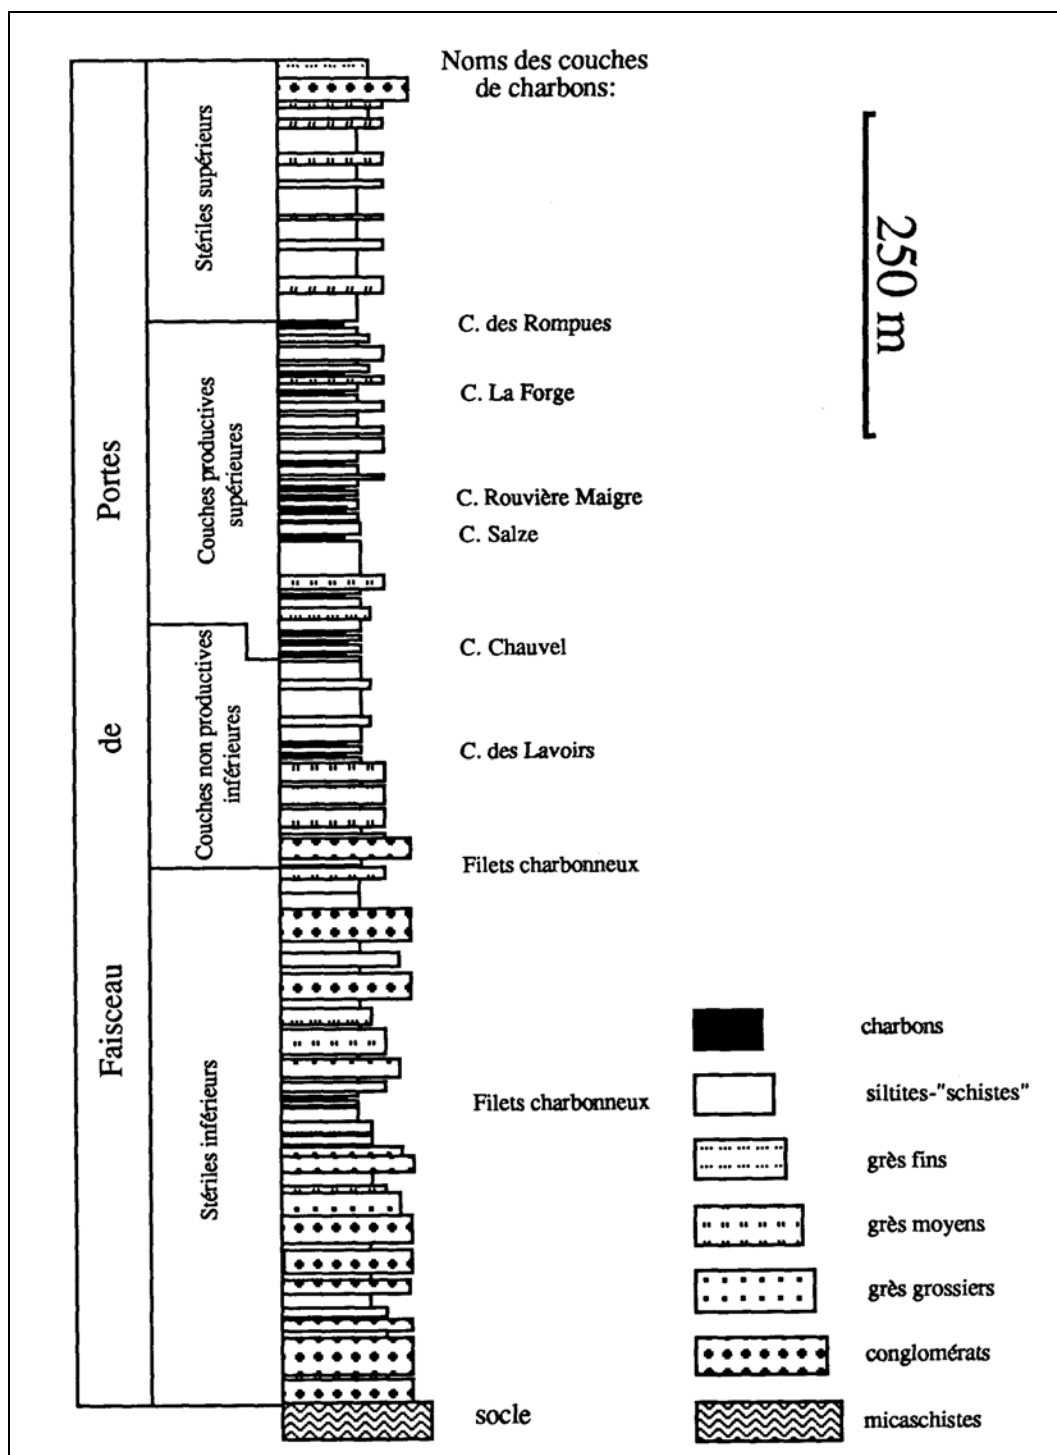 Noms des couches
de charbons:
250 m
Faisceau de Portes
Stériles supérieurs
Couches productives
supérieures
Couches non productives
inférieures
Stériles inférieurs
C. des Rompues
C. La Forge
C. Rouvière Maigre
C. Salze
C. Chauvel
C. des Lavoirs
Filets charbonneux
Filets charbonneux
socle
charbons
siltites-"schistes"
grès fins
grès moyens
grès grossiers
conglomérats
micaschistes